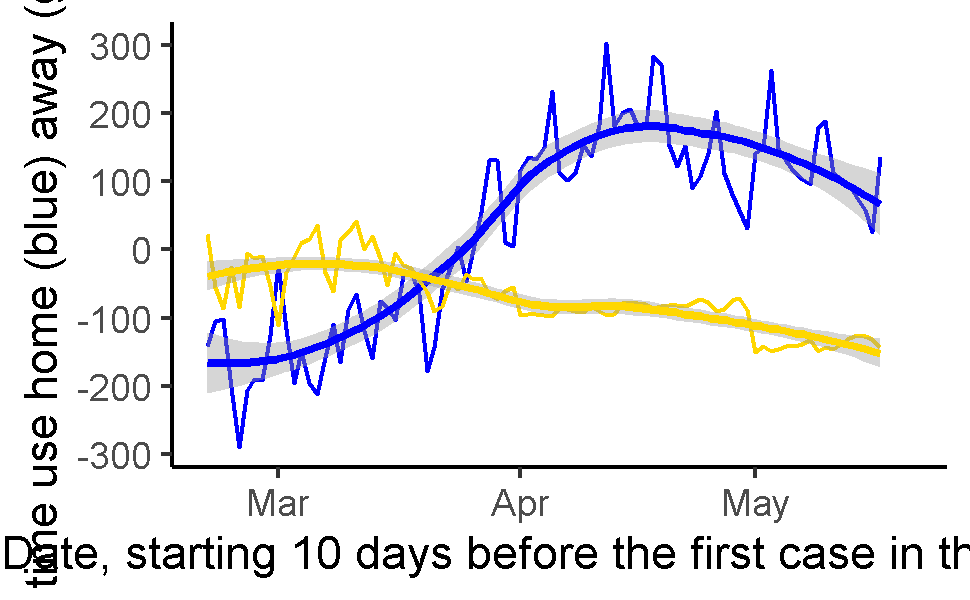 time use home (blue) away (
300
200
100
0
-100
-200
-300
Mar Apr May
Date, starting 10 days before the first case in th